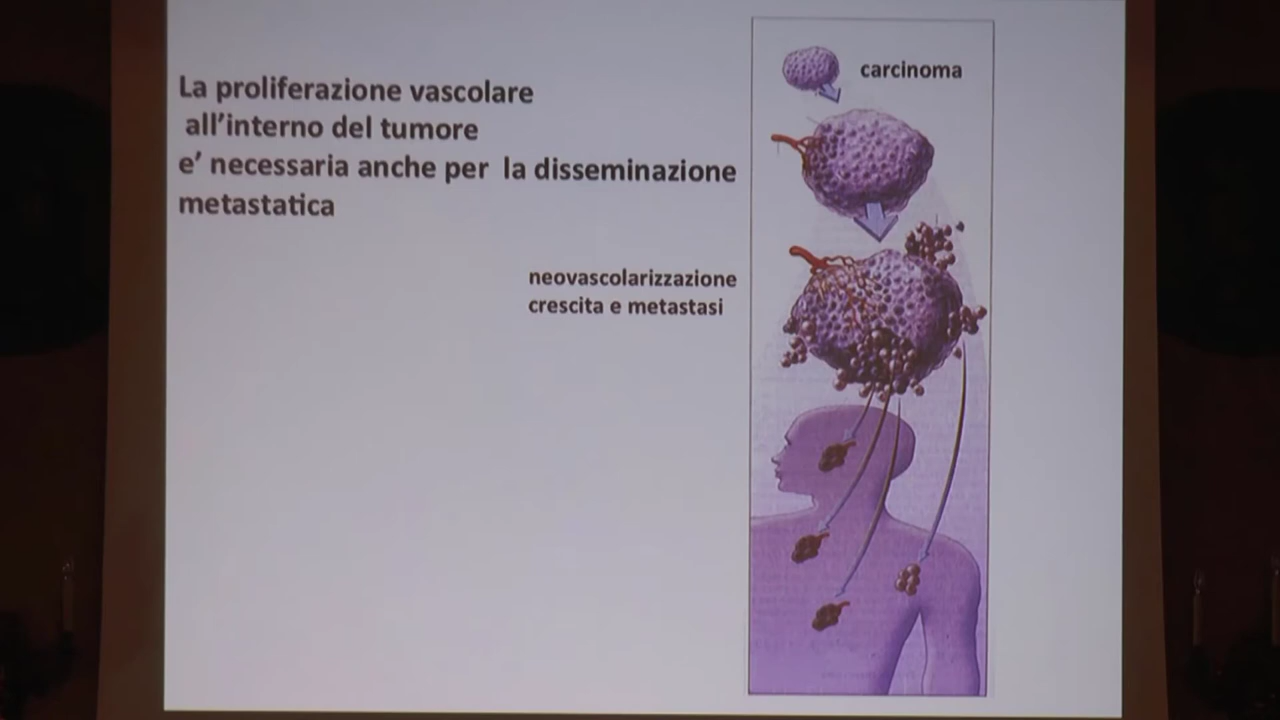 La proliferazione vascolare
all’interno del tumore
e’ necessaria anche per la disseminazione
metastatica
carcinoma
neovascolarizzazione
crescita e metastasi